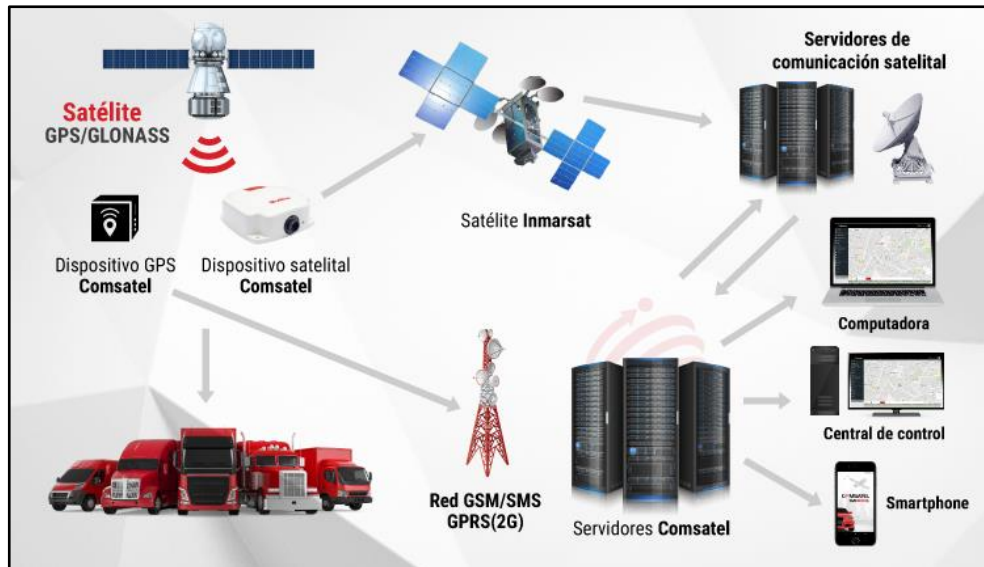 Servidores de
comunicación satelital
Satélite
GPS/GLONASS
Satélite Inmarsat
Dispositivo GPS
Comsatel
Dispositivo satelital
Comsatel
Computadora
Central de control
Red GSM/SMS
GPRS(2G)
Servidores Comsatel
COMSATEL
Smartphone